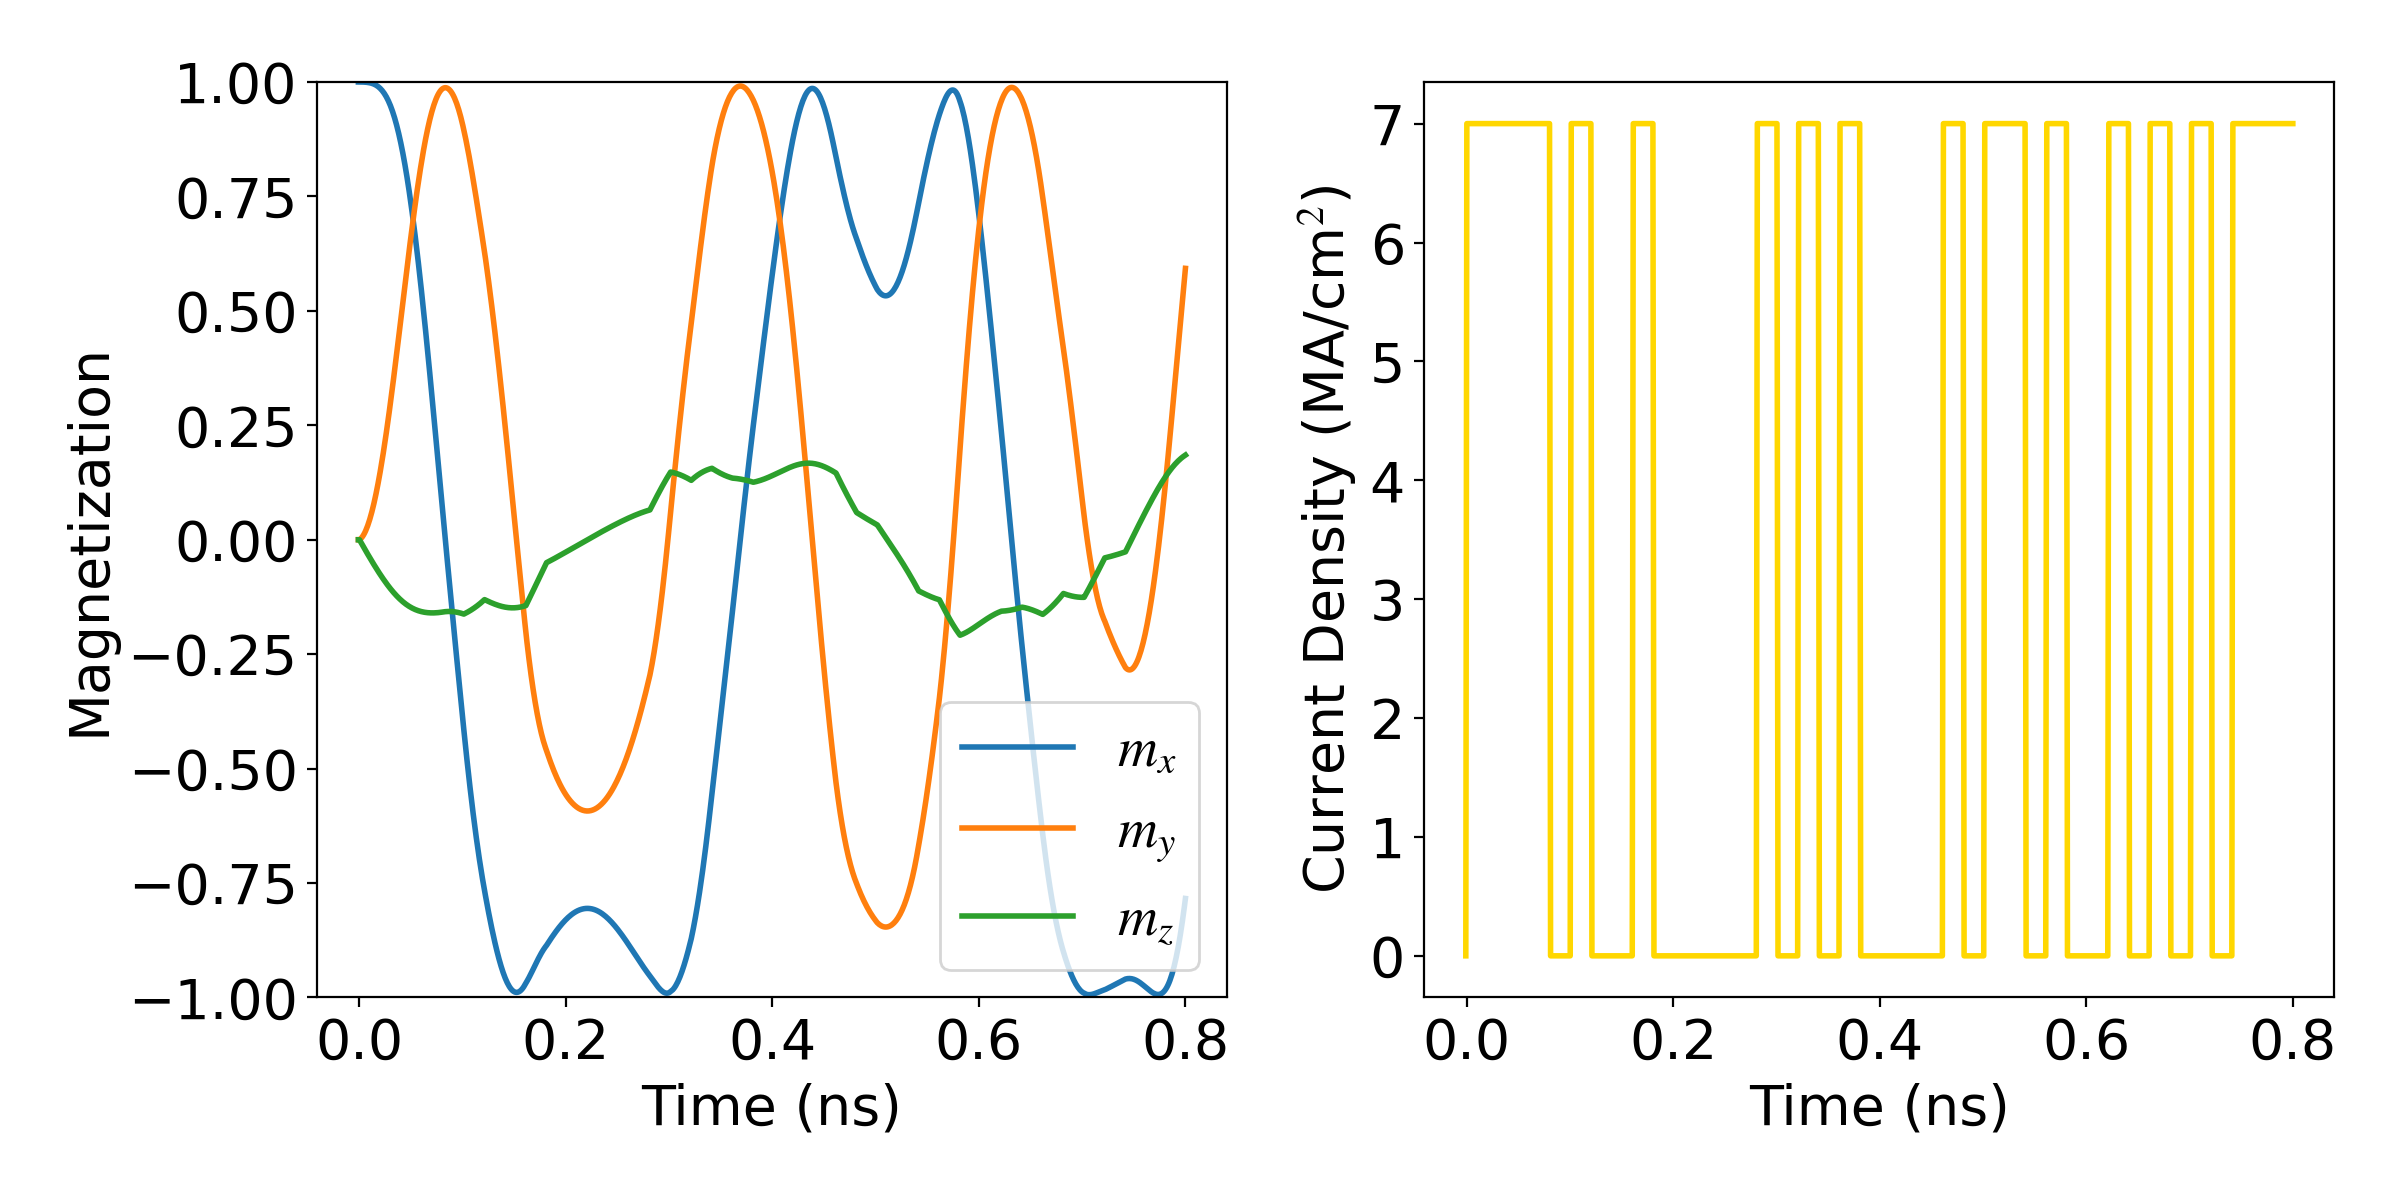 Magnetization
1.00
0.75
0.50
0.25
0.00
−0.25
−0.50
−0.75
−1.00
0.0 0.2 0.4 0.6 0.8
Time (ns)
mₓ
m_y
m_z
Current Density (MA/cm²)
7
6
5
4
3
2
1
0
0.0 0.2 0.4 0.6 0.8
Time (ns)